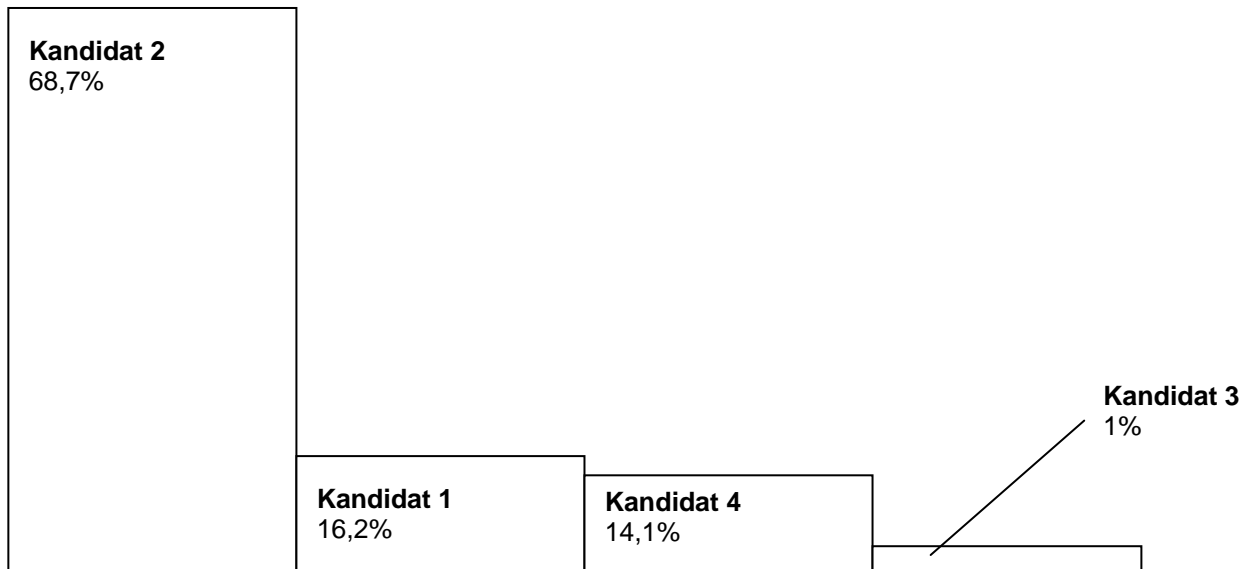 Kandidat 2
68,7%
Kandidat 1
16,2%
Kandidat 4
14,1%
Kandidat 3
1%